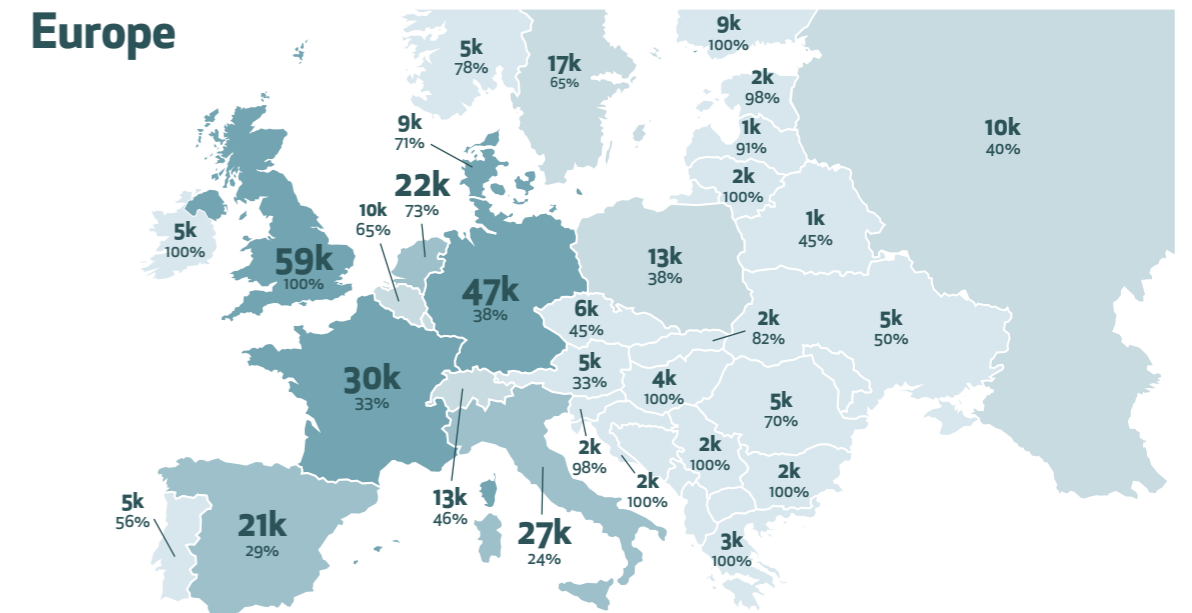 Europe
5k
78%
17k
65%
9k
100%
2k
98%
9k
71%
1k
91%
10k
40%
22k
73%
2k
100%
10k
65%
5k
100%
1k
45%
59k
100%
13k
38%
47k
38%
6k
45%
2k
82%
5k
50%
5k
33%
30k
33%
4k
100%
5k
70%
2k
98%
2k
100%
2k
100%
2k
100%
13k
46%
5k
56%
21k
29%
27k
24%
3k
100%